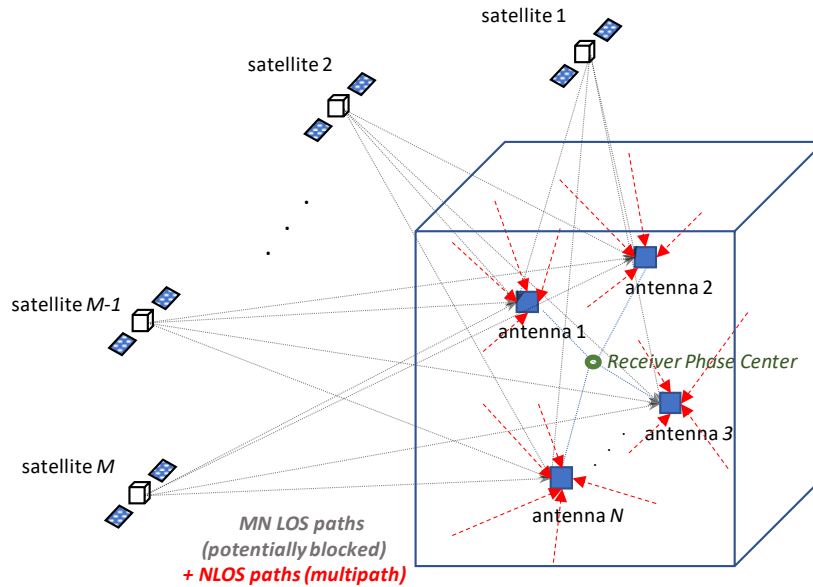 satellite 1
satellite 2
antenna 2
satellite M-1
antenna 1
Receiver Phase Center
antenna 3
satellite M
antenna N
MN LOS paths
(potentially blocked)
+ NLOS paths (multipath)